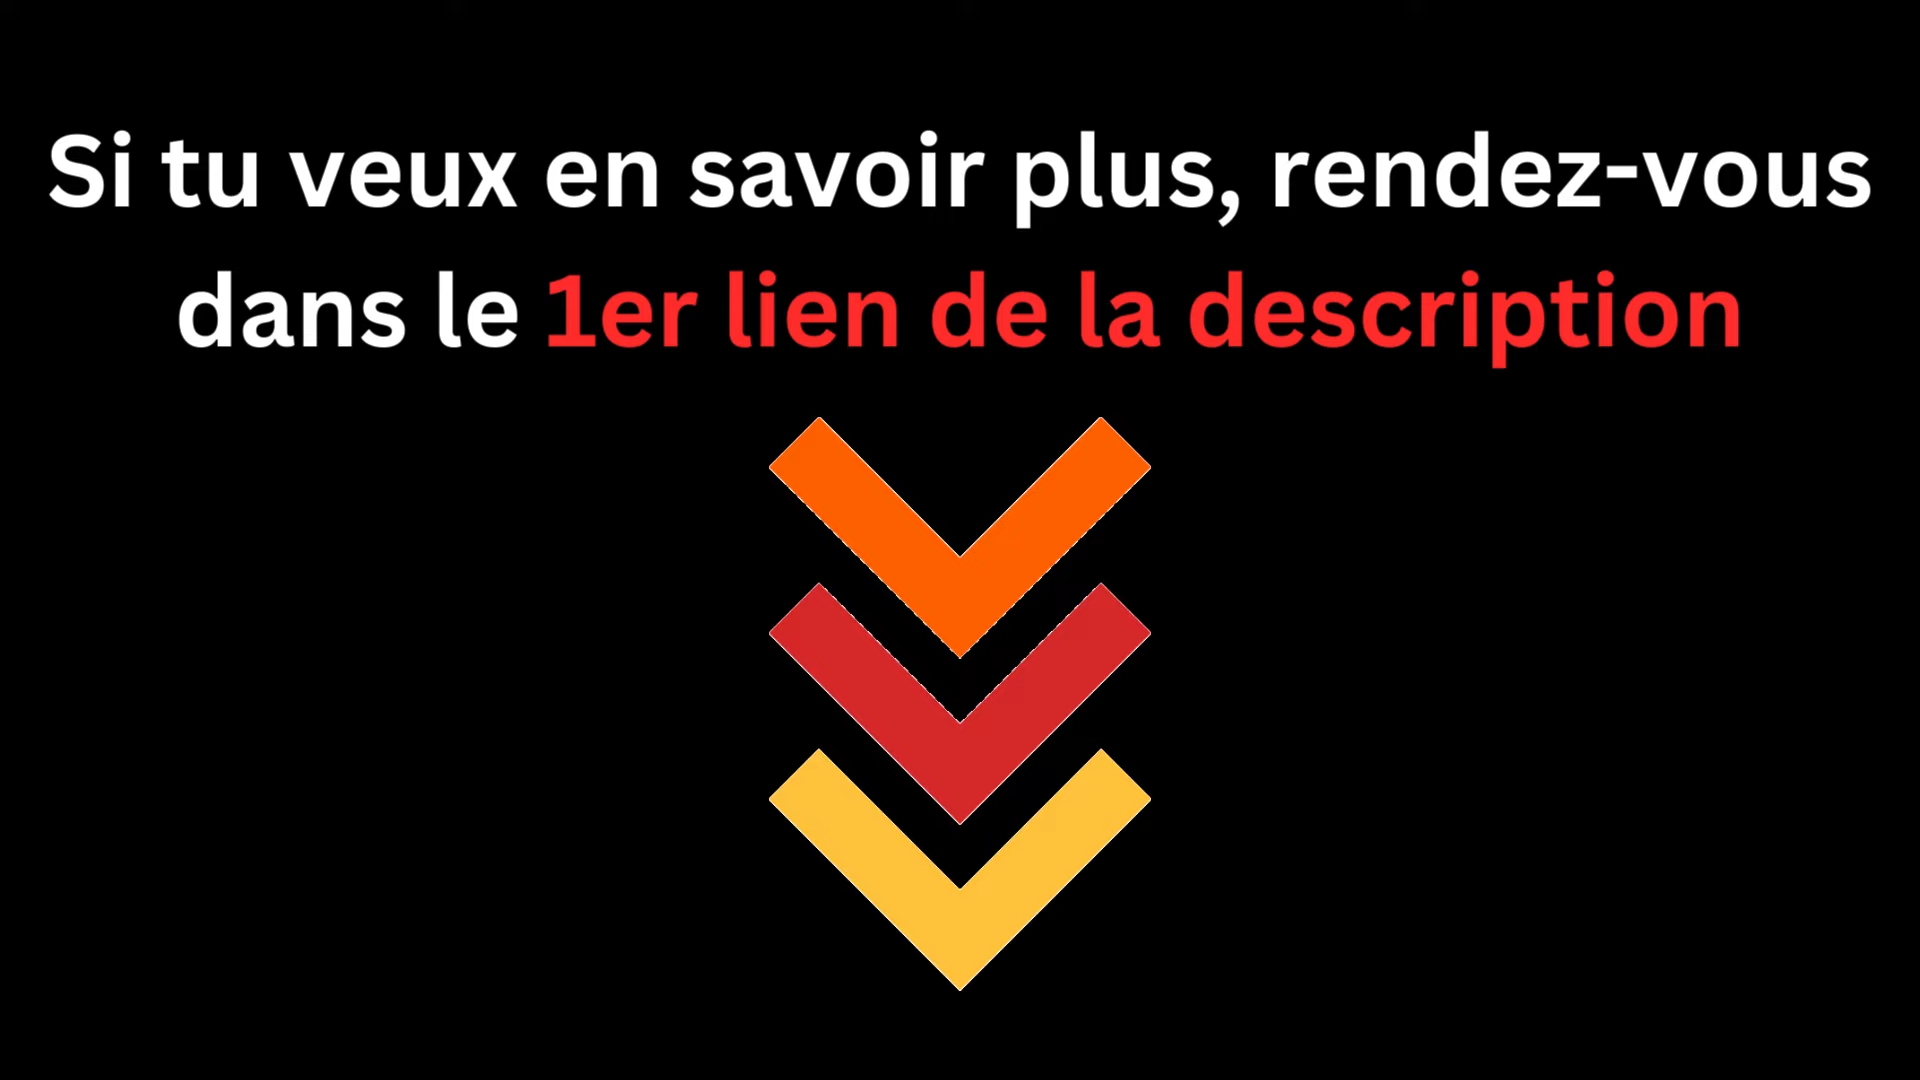 Si tu veux en savoir plus, rendez-vous
dans le 1er lien de la description